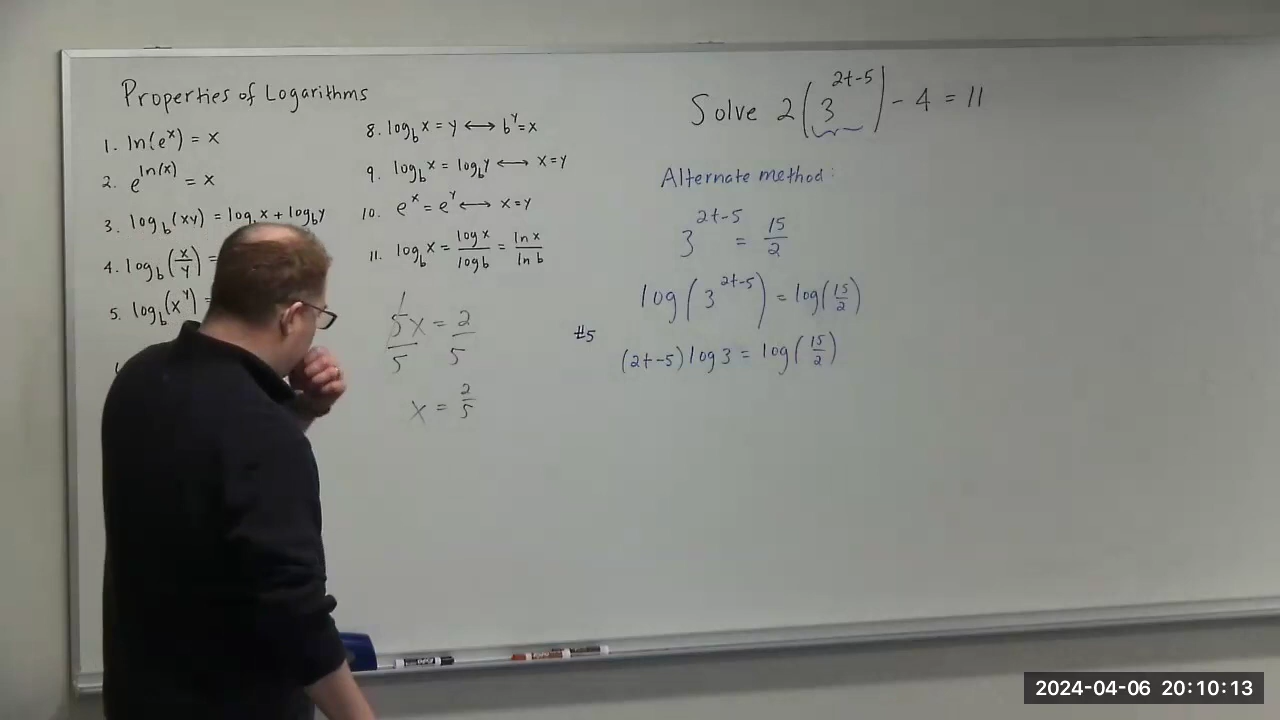 Properties of Logarithms
1. ln(e^x) = x
2. e^ln(x) = x
3. log_b(xy) = log x + log_b y
4. log_b(x/y) =
5. log_b(x^y) =
8. log_b x = y ⟷ b^y = x
9. log_b x = log_b y ⟷ x = y
10. e^x = e^y ⟷ x = y
11. log_b x = log x / log b = ln x / ln b
1
5x/5 = 2/5
x = 2/5
Solve 2(3^(2t-5)) - 4 = 11
Alternate method:
3^(2t-5) = 15/2
log(3^(2t-5)) = log(15/2)
#5
(2t-5) log 3 = log(15/2)
2024-04-06 20:10:13